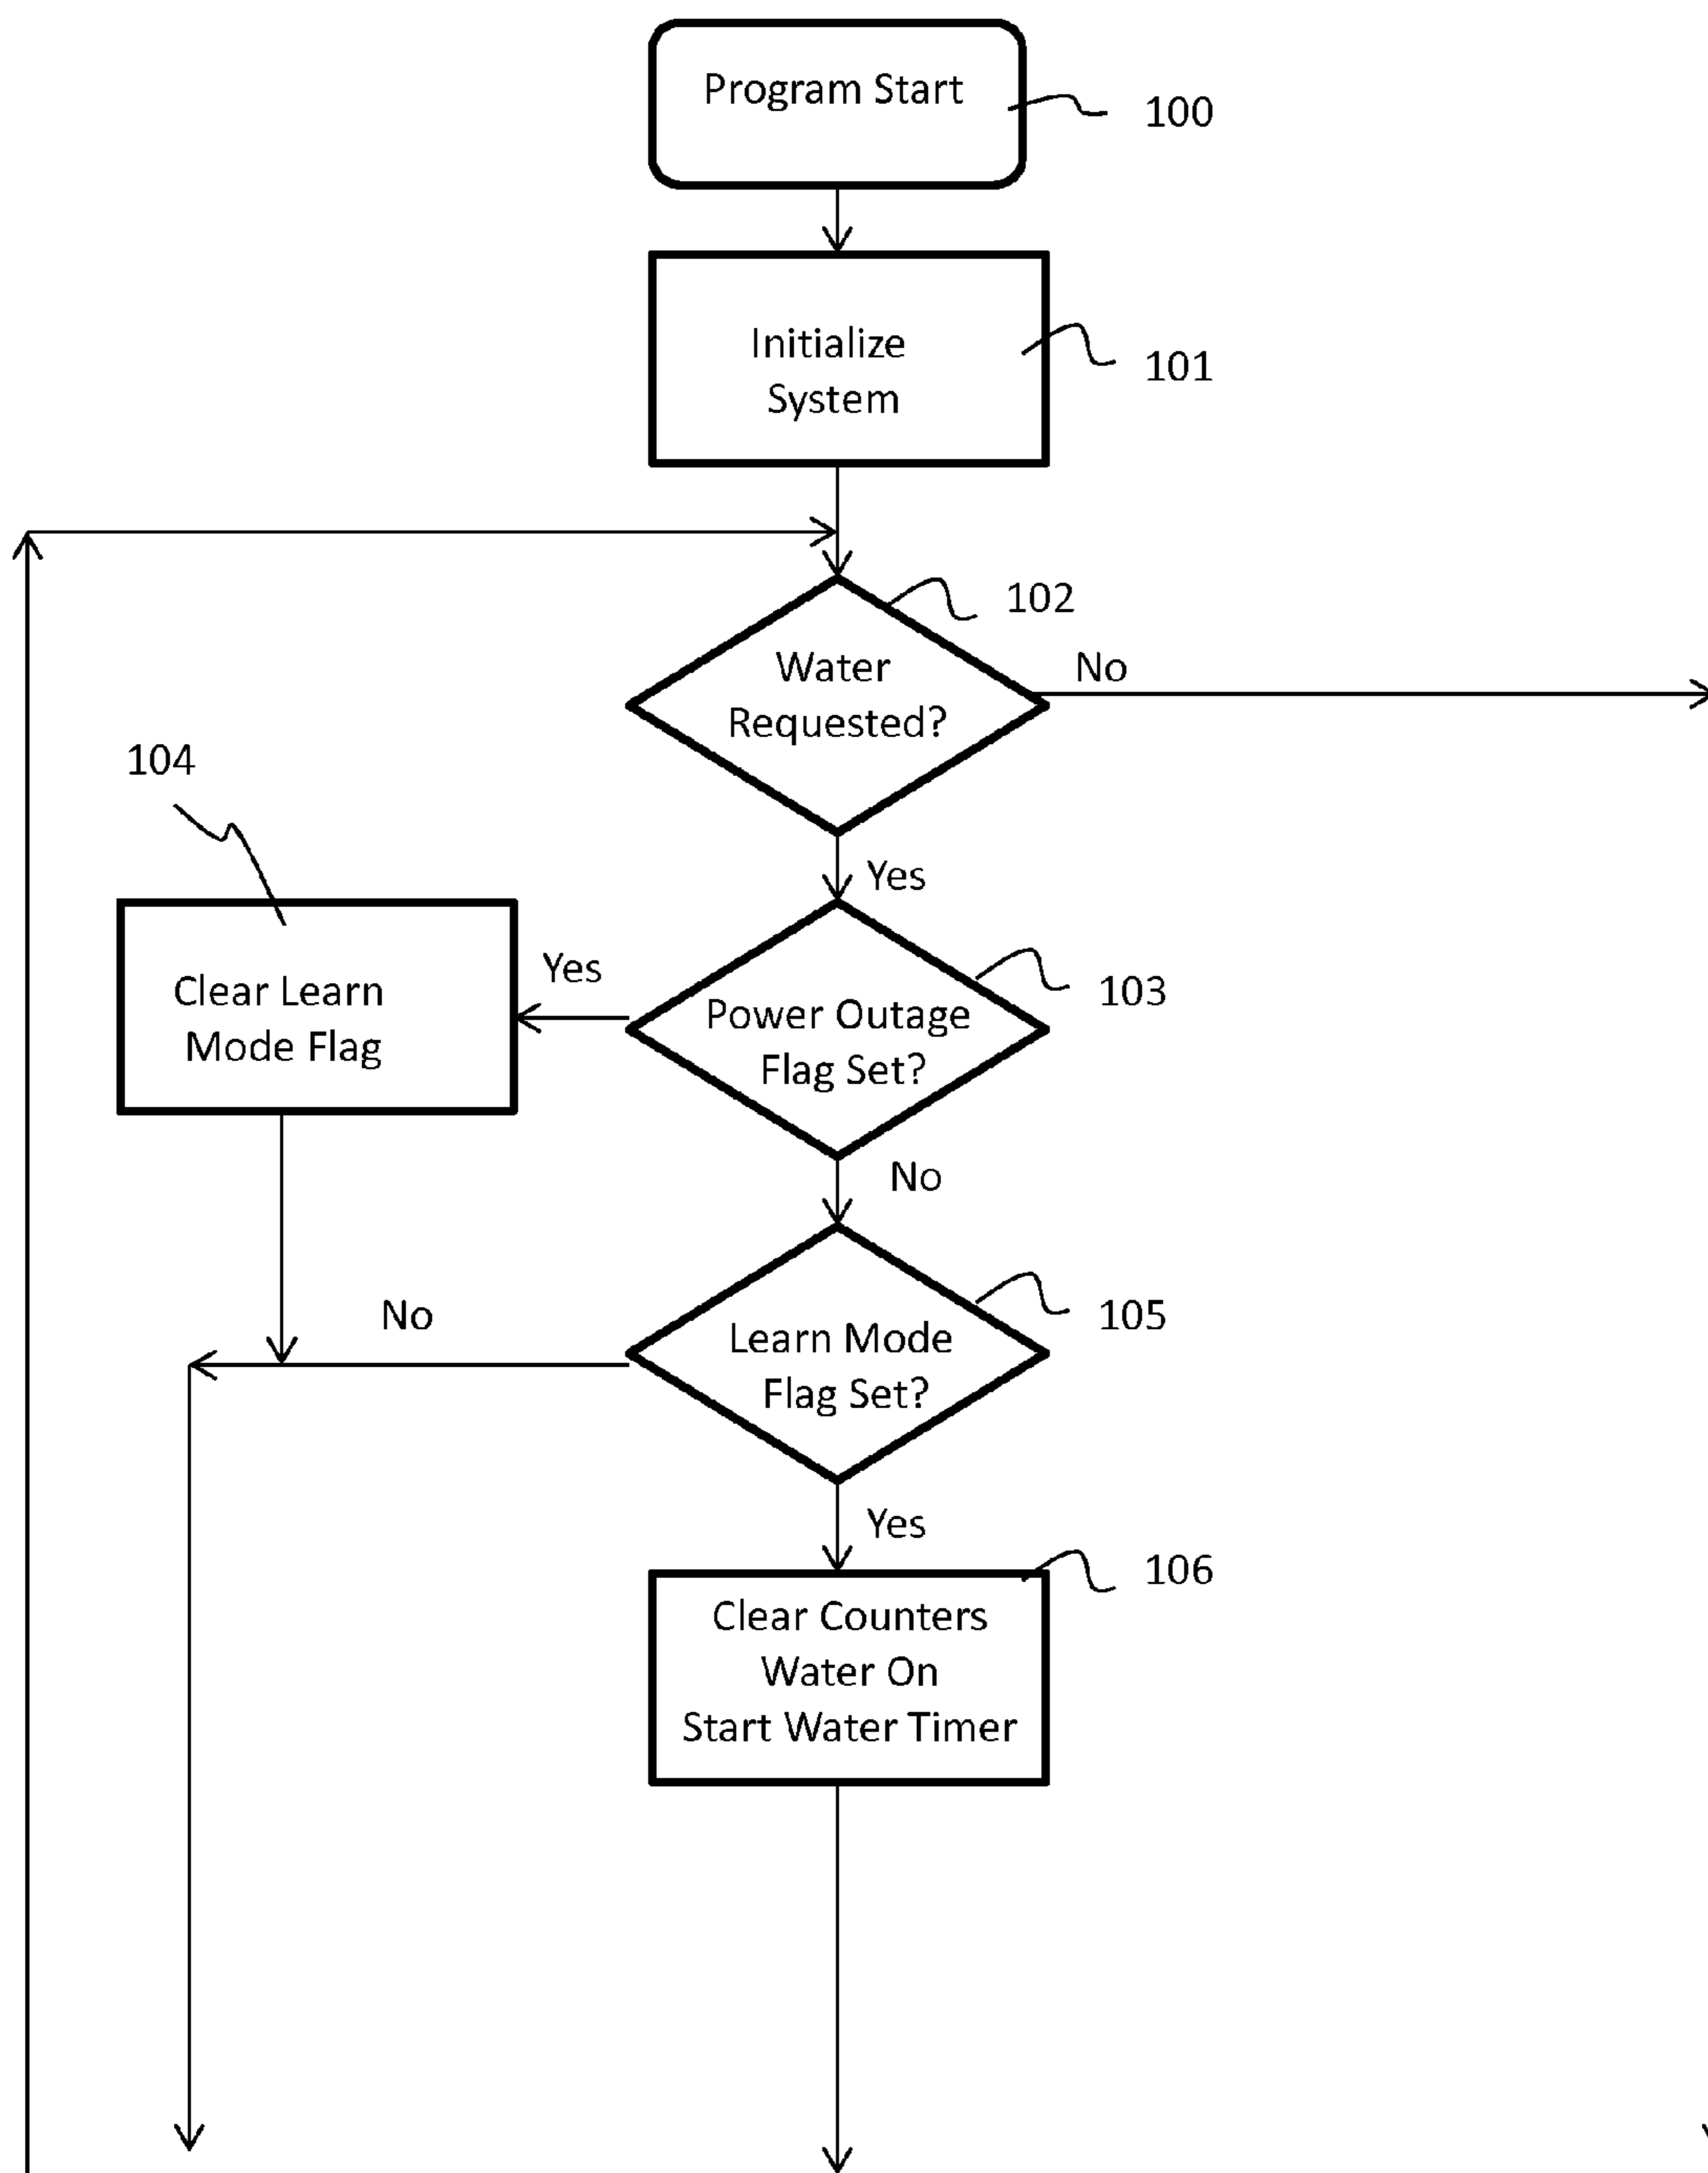 Program Start
100
Initialize
System
101
102
Water
Requested?
No
104
Yes
Clear Learn
Mode Flag
Yes
Power Outage
Flag Set?
103
No
No
Learn Mode
Flag Set?
105
Yes
106
Clear Counters
Water On
Start Water Timer